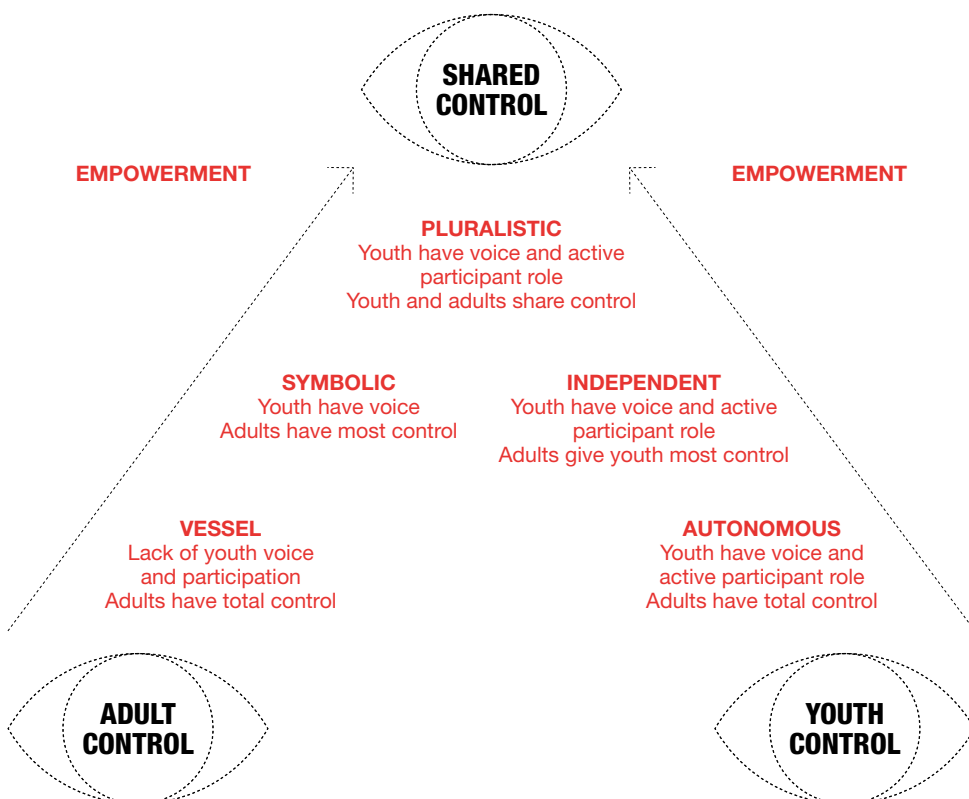 SHARED
CONTROL
EMPOWERMENT
EMPOWERMENT
PLURALISTIC
Youth have voice and active
participant role
Youth and adults share control
SYMBOLIC
Youth have voice
Adults have most control
INDEPENDENT
Youth have voice and active
participant role
Adults give youth most control
VESSEL
Lack of youth voice
and participation
Adults have total control
AUTONOMOUS
Youth have voice and
active participant role
Adults have total control
ADULT
CONTROL
YOUTH
CONTROL